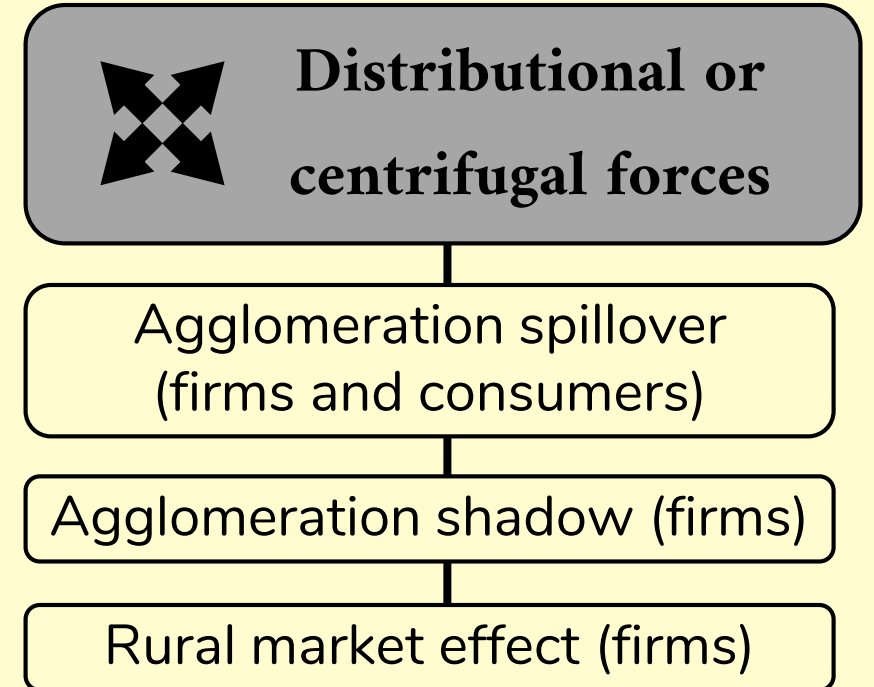 Distributional or
centrifugal forces
Agglomeration spillover
(firms and consumers)
Agglomeration shadow (firms)
Rural market effect (firms)